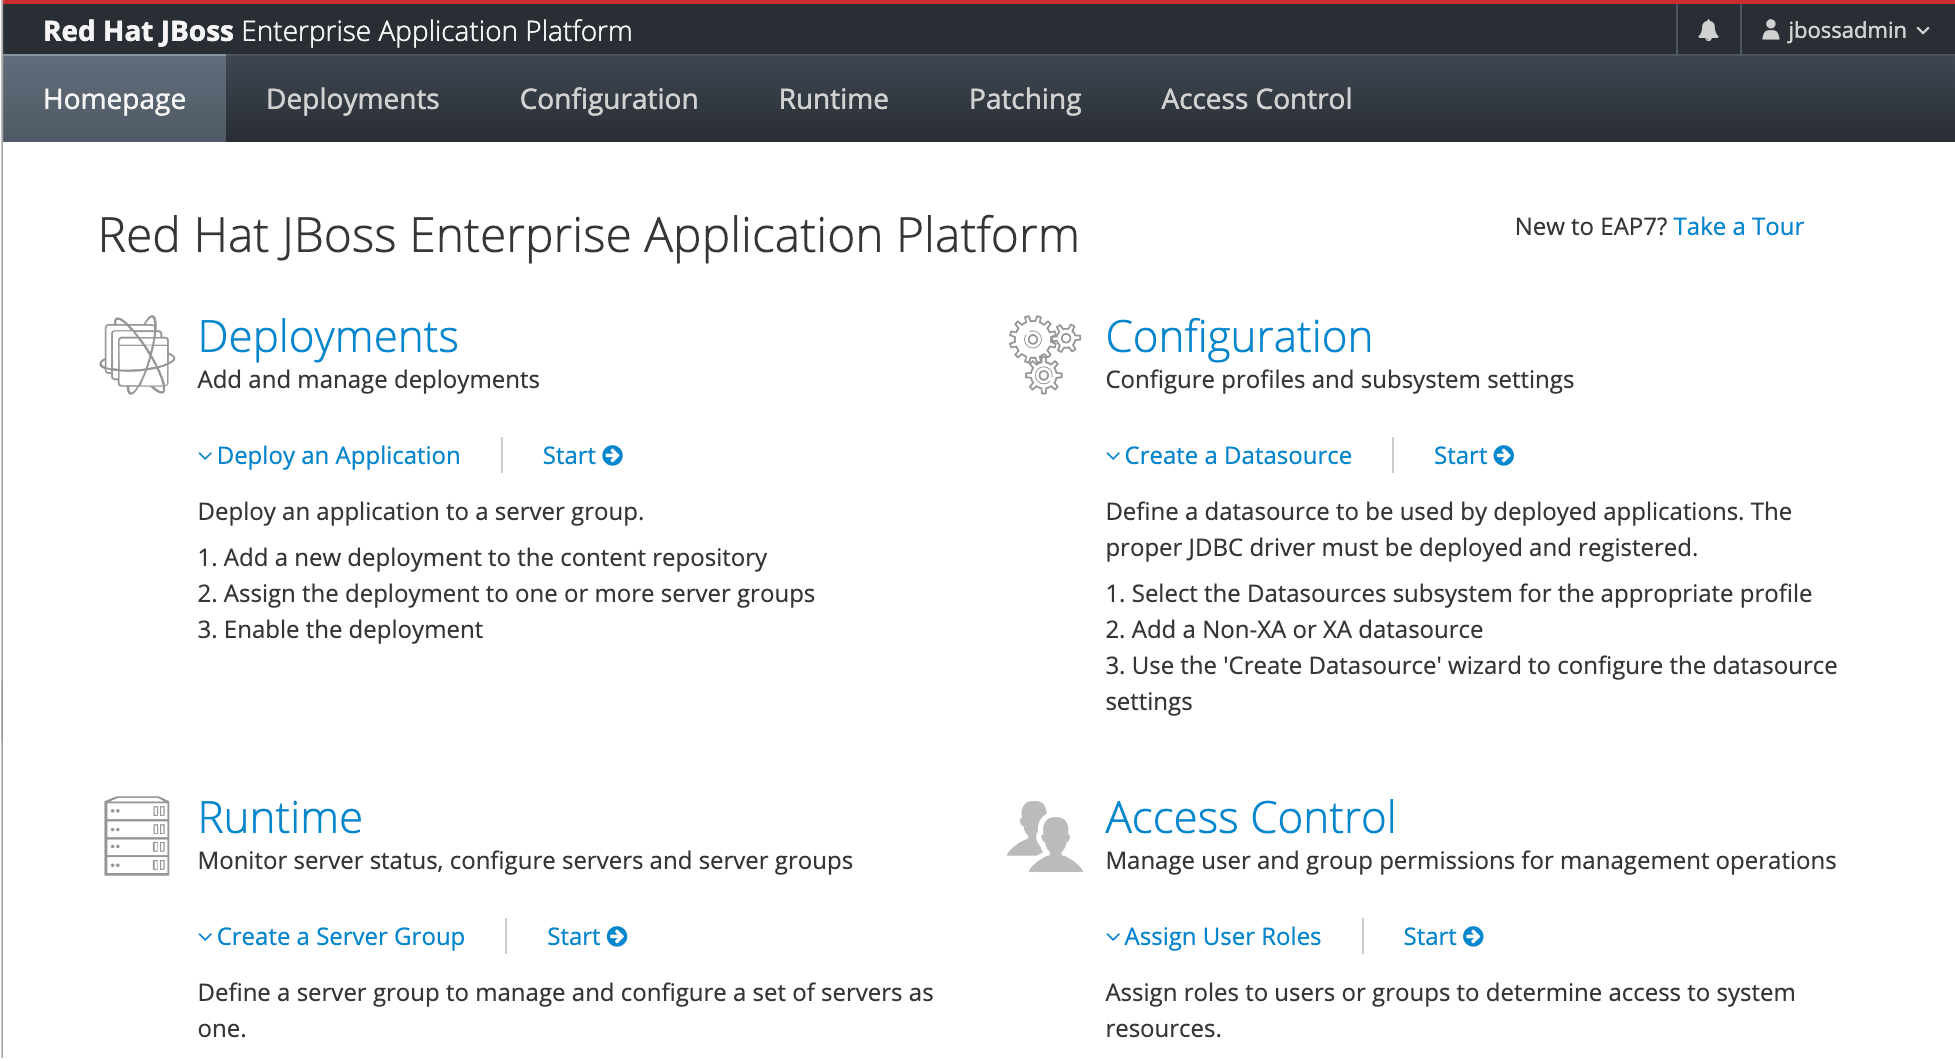 Red Hat JBoss Enterprise Application Platform
jbossadmin
Homepage Deployments Configuration Runtime Patching Access Control
Red Hat JBoss Enterprise Application Platform
New to EAP7? Take a Tour
Deployments
Add and manage deployments
Deploy an Application
Start
Deploy an application to a server group.
1. Add a new deployment to the content repository
2. Assign the deployment to one or more server groups
3. Enable the deployment
Configuration
Configure profiles and subsystem settings
Create a Datasource
Start
Define a datasource to be used by deployed applications. The
proper JDBC driver must be deployed and registered.
1. Select the Datasources subsystem for the appropriate profile
2. Add a Non-XA or XA datasource
3. Use the 'Create Datasource' wizard to configure the datasource
settings
Runtime
Monitor server status, configure servers and server groups
Create a Server Group
Start
Define a server group to manage and configure a set of servers as
one.
Access Control
Manage user and group permissions for management operations
Assign User Roles
Start
Assign roles to users or groups to determine access to system
resources.